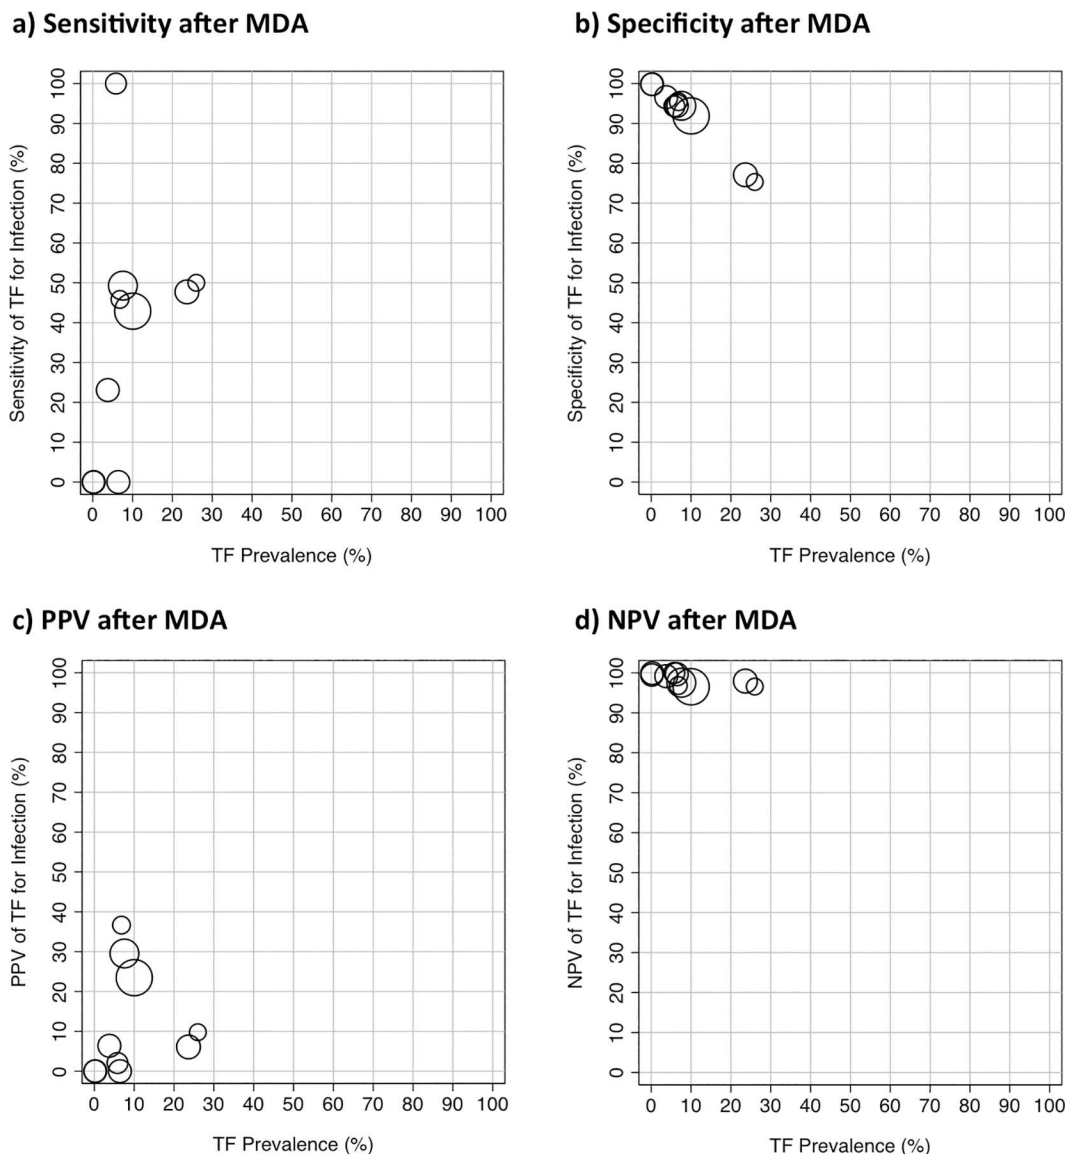 a) Sensitivity after MDA
Sensitivity of TF for Infection (%)
100
90
80
70
60
50
40
30
20
10
0
0 10 20 30 40 50 60 70 80 90 100
TF Prevalence (%)
b) Specificity after MDA
Specificity of TF for Infection (%)
100
90
80
70
60
50
40
30
20
10
0
0 10 20 30 40 50 60 70 80 90 100
TF Prevalence (%)
c) PPV after MDA
PPV of TF for Infection (%)
100
90
80
70
60
50
40
30
20
10
0
0 10 20 30 40 50 60 70 80 90 100
TF Prevalence (%)
d) NPV after MDA
NPV of TF for Infection (%)
100
90
80
70
60
50
40
30
20
10
0
0 10 20 30 40 50 60 70 80 90 100
TF Prevalence (%)